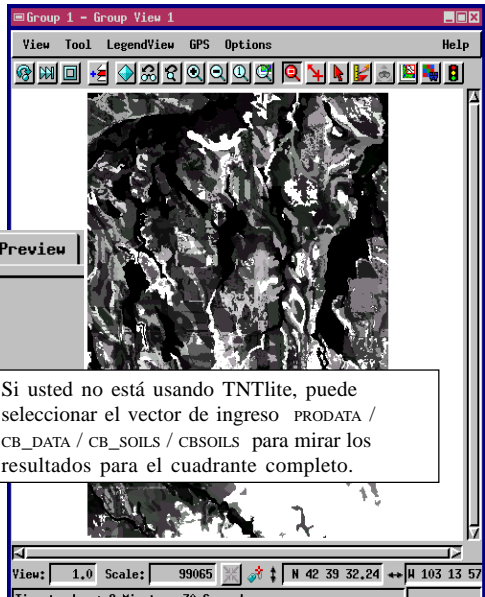 Group 1 - Group View 1
View Tool LegendView GPS Options Help
Preview
Si usted no está usando TNTlite, puede
seleccionar el vector de ingreso PRODATA /
CB_DATA / CB_SOILS / CBSOILS para mirar los
resultados para el cuadrante completo.
View: 1.0 Scale: 99065 N 42 39 32.24 W 103 13 57